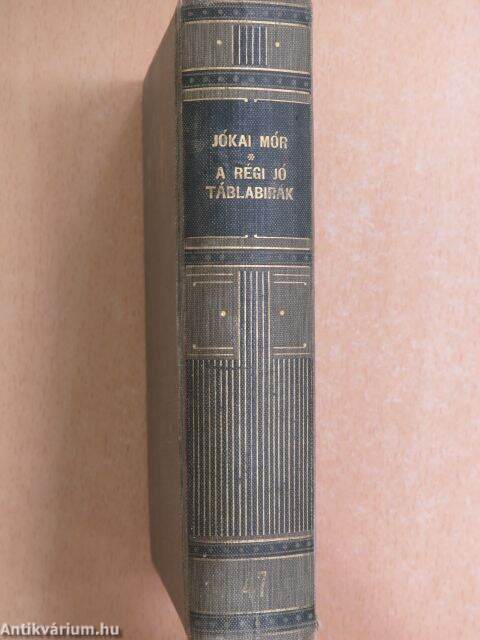 JÓKAI MÓR
*
A RÉGI JÓ
TÁBLABIRÁK
47
Antikvárium.hu